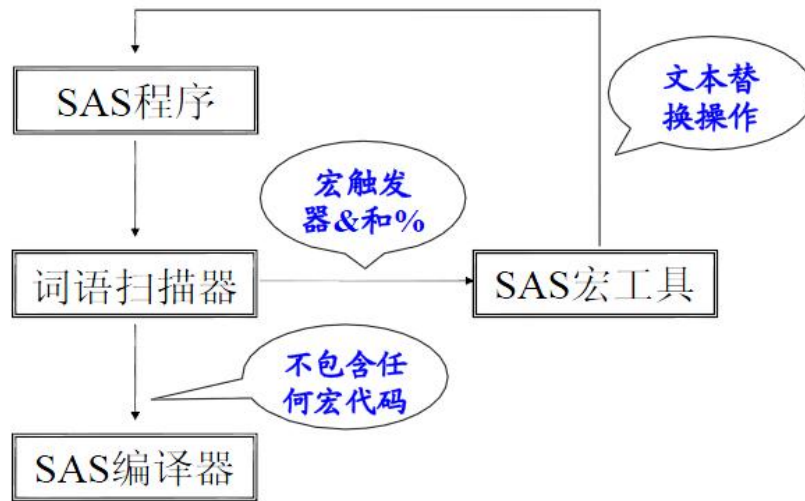 SAS程序
文本替
换操作
宏触发
器&和%
词语扫描器
SAS宏工具
不包含任
何宏代码
SAS编译器